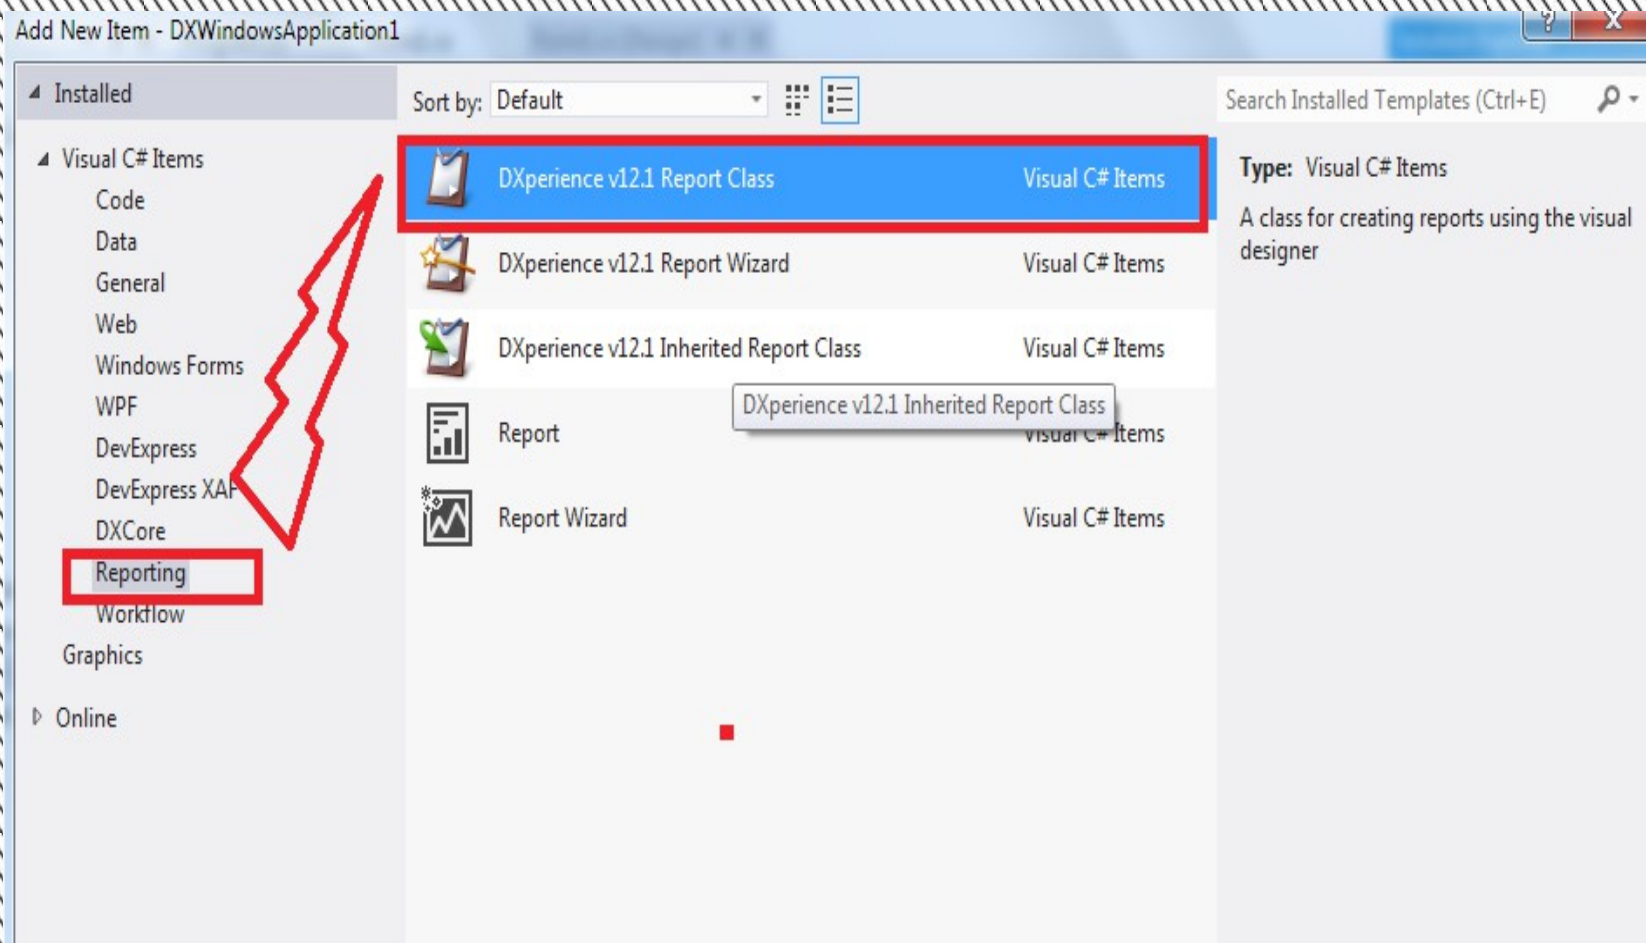 Add New Item - DXWindowsApplication1
Installed
Sort by: Default
Search Installed Templates (Ctrl+E)
Visual C# Items
Code
Data
General
Web
Windows Forms
WPF
DevExpress
DevExpress XAF
DXCore
Reporting
Workflow
Graphics
Online
DXperience v12.1 Report Class Visual C# Items
DXperience v12.1 Report Wizard Visual C# Items
DXperience v12.1 Inherited Report Class Visual C# Items
DXperience v12.1 Inherited Report Class
Report Visual C# Items
Report Wizard Visual C# Items
Type: Visual C# Items
A class for creating reports using the visual
designer